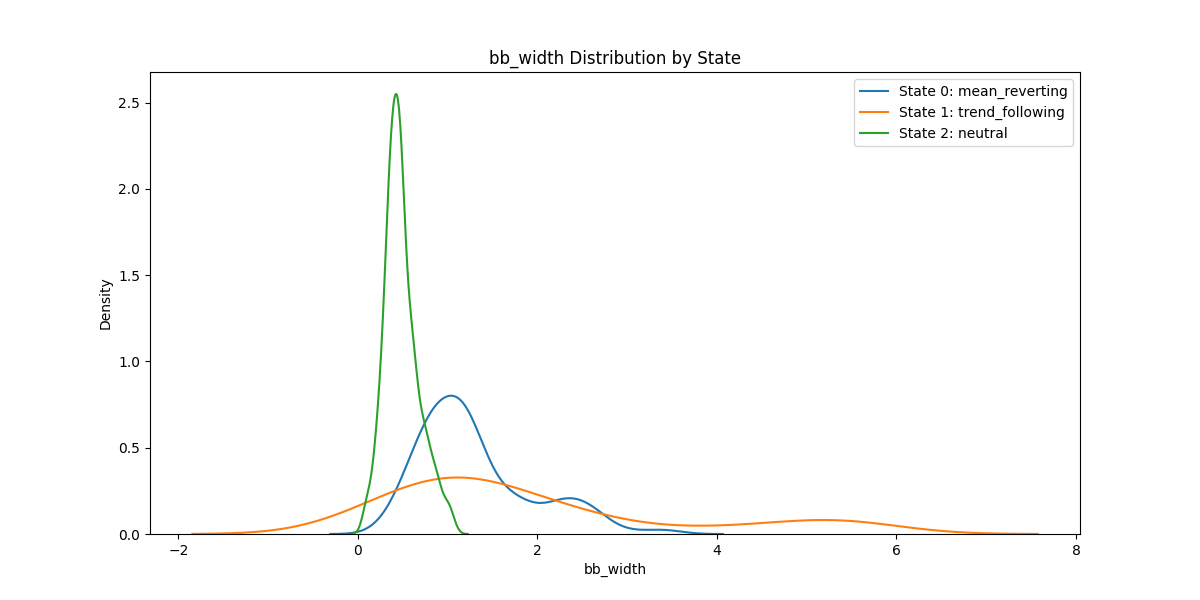 bb_width Distribution by State
State 0: mean_reverting
State 1: trend_following
State 2: neutral
Density
2.5
2.0
1.5
1.0
0.5
0.0
−2
0
2
4
6
8
bb_width